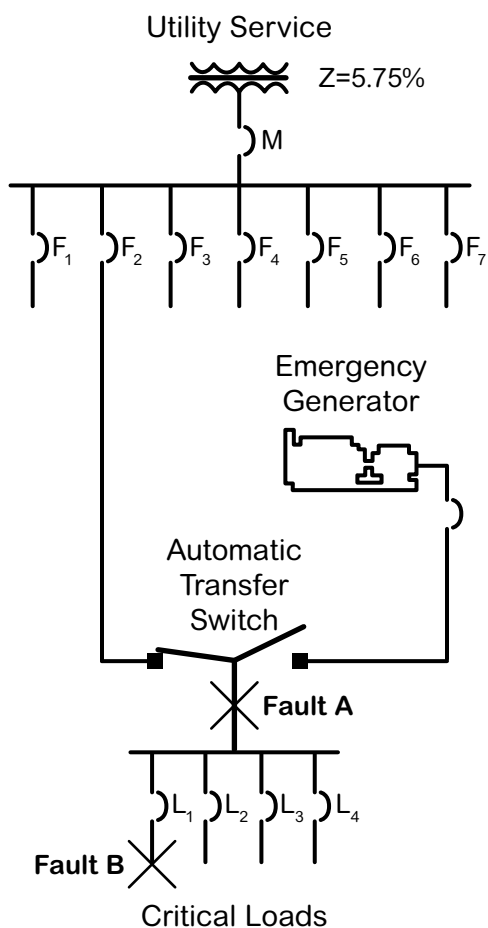 Utility Service
Z=5.75%
M
F1 F2 F3 F4 F5 F6 F7
Emergency
Generator
Automatic
Transfer
Switch
Fault A
L1 L2 L3 L4
Fault B
Critical Loads